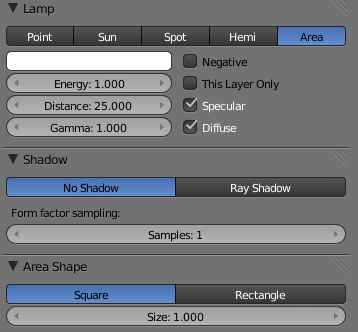 Lamp
Point Sun Spot Hemi Area
Negative
Energy: 1.000 This Layer Only
Distance: 25.000 Specular
Gamma: 1.000 Diffuse
Shadow
No Shadow Ray Shadow
Form factor sampling:
Samples: 1
Area Shape
Square Rectangle
Size: 1.000